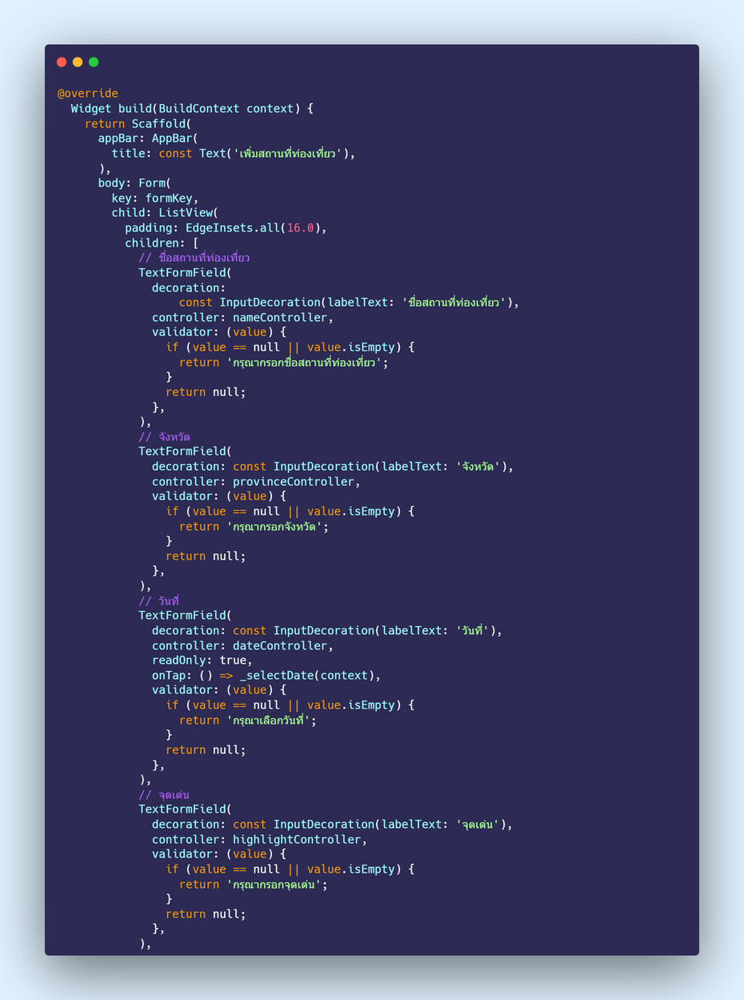 @override
  Widget build(BuildContext context) {
    return Scaffold(
      appBar: AppBar(
        title: const Text('เพิ่มสถานที่ท่องเที่ยว'),
      ),
      body: Form(
        key: formKey,
        child: ListView(
          padding: EdgeInsets.all(16.0),
          children: [
            // ชื่อสถานที่ท่องเที่ยว
            TextFormField(
              decoration:
                  const InputDecoration(labelText: 'ชื่อสถานที่ท่องเที่ยว'),
              controller: nameController,
              validator: (value) {
                if (value == null || value.isEmpty) {
                  return 'กรุณากรอกชื่อสถานที่ท่องเที่ยว';
                }
                return null;
              },
            ),
            // จังหวัด
            TextFormField(
              decoration: const InputDecoration(labelText: 'จังหวัด'),
              controller: provinceController,
              validator: (value) {
                if (value == null || value.isEmpty) {
                  return 'กรุณากรอกจังหวัด';
                }
                return null;
              },
            ),
            // วันที่
            TextFormField(
              decoration: const InputDecoration(labelText: 'วันที่'),
              controller: dateController,
              readOnly: true,
              onTap: () => _selectDate(context),
              validator: (value) {
                if (value == null || value.isEmpty) {
                  return 'กรุณาเลือกวันที่';
                }
                return null;
              },
            ),
            // จุดเด่น
            TextFormField(
              decoration: const InputDecoration(labelText: 'จุดเด่น'),
              controller: highlightController,
              validator: (value) {
                if (value == null || value.isEmpty) {
                  return 'กรุณากรอกจุดเด่น';
                }
                return null;
              },
            ),